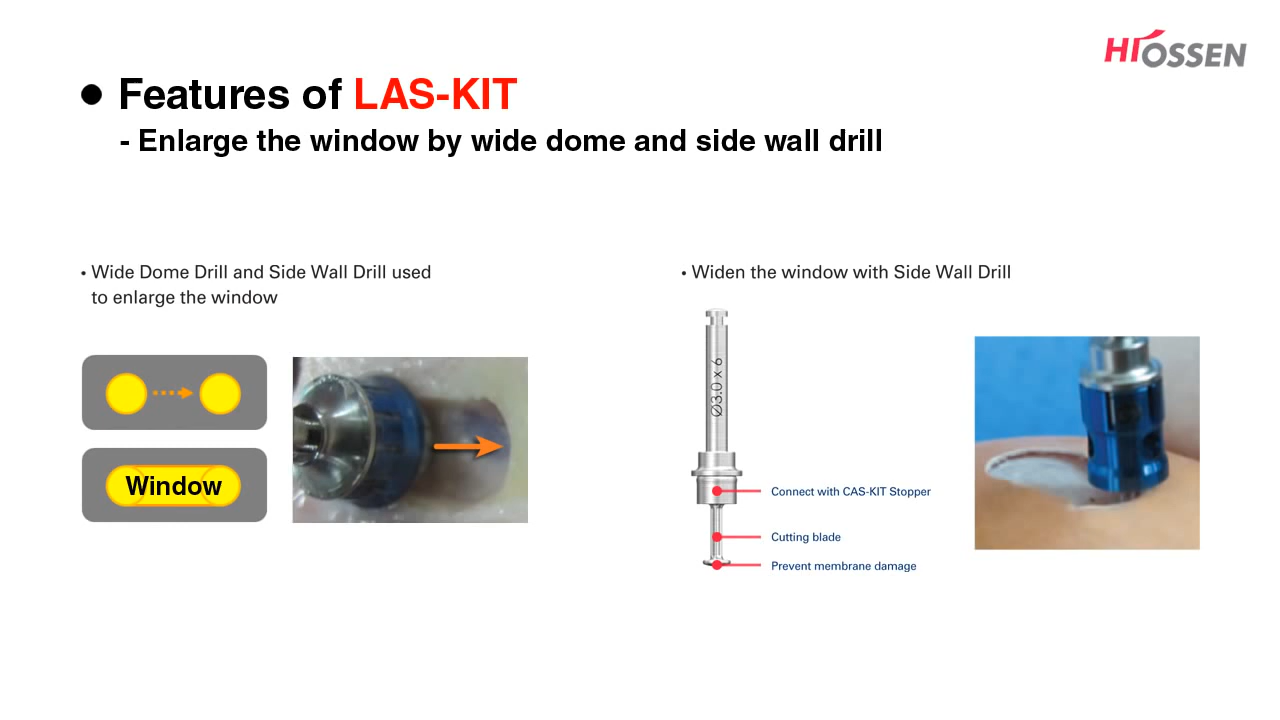 HIOSSEN
● Features of LAS-KIT
- Enlarge the window by wide dome and side wall drill
• Wide Dome Drill and Side Wall Drill used
to enlarge the window
Window
• Widen the window with Side Wall Drill
Ø3.0 x 6
Connect with CAS-KIT Stopper
Cutting blade
Prevent membrane damage